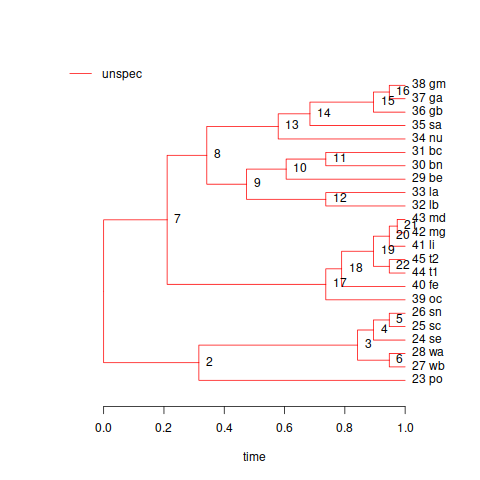 unspec
38 gm
16
37 ga
15
36 gb
14
35 sa
13
34 nu
31 bc
8
11
30 bn
10
29 be
9
33 la
12
32 lb
43 md
7
21
42 mg
20
41 li
19
45 t2
22
18
44 t1
17
40 fe
39 oc
26 sn
5
25 sc
4
24 se
3
28 wa
2
6
27 wb
23 po
0.0 0.2 0.4 0.6 0.8 1.0
time